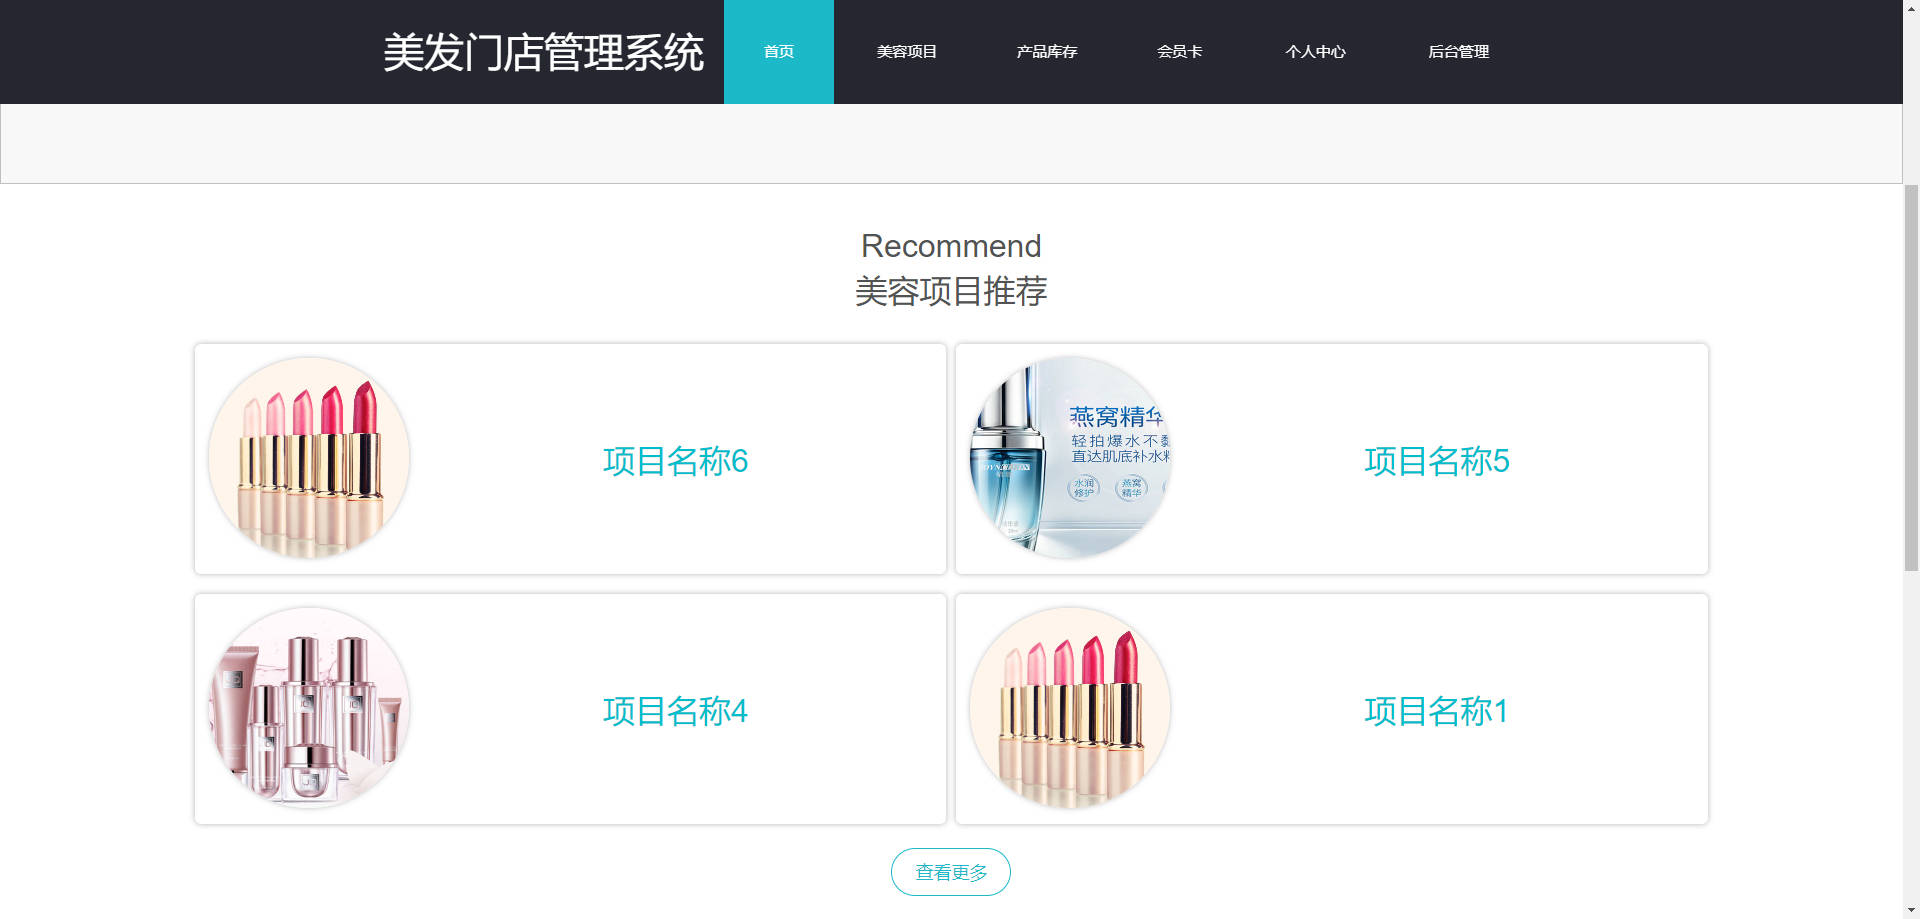 美发门店管理系统
首页
美容项目
产品库存
会员卡
个人中心
后台管理
Recommend
美容项目推荐
项目名称6
燕窝精华
轻拍爆水不黏
直达肌底补水
水润
修护
燕窝
精华
项目名称5
项目名称4
项目名称1
查看更多